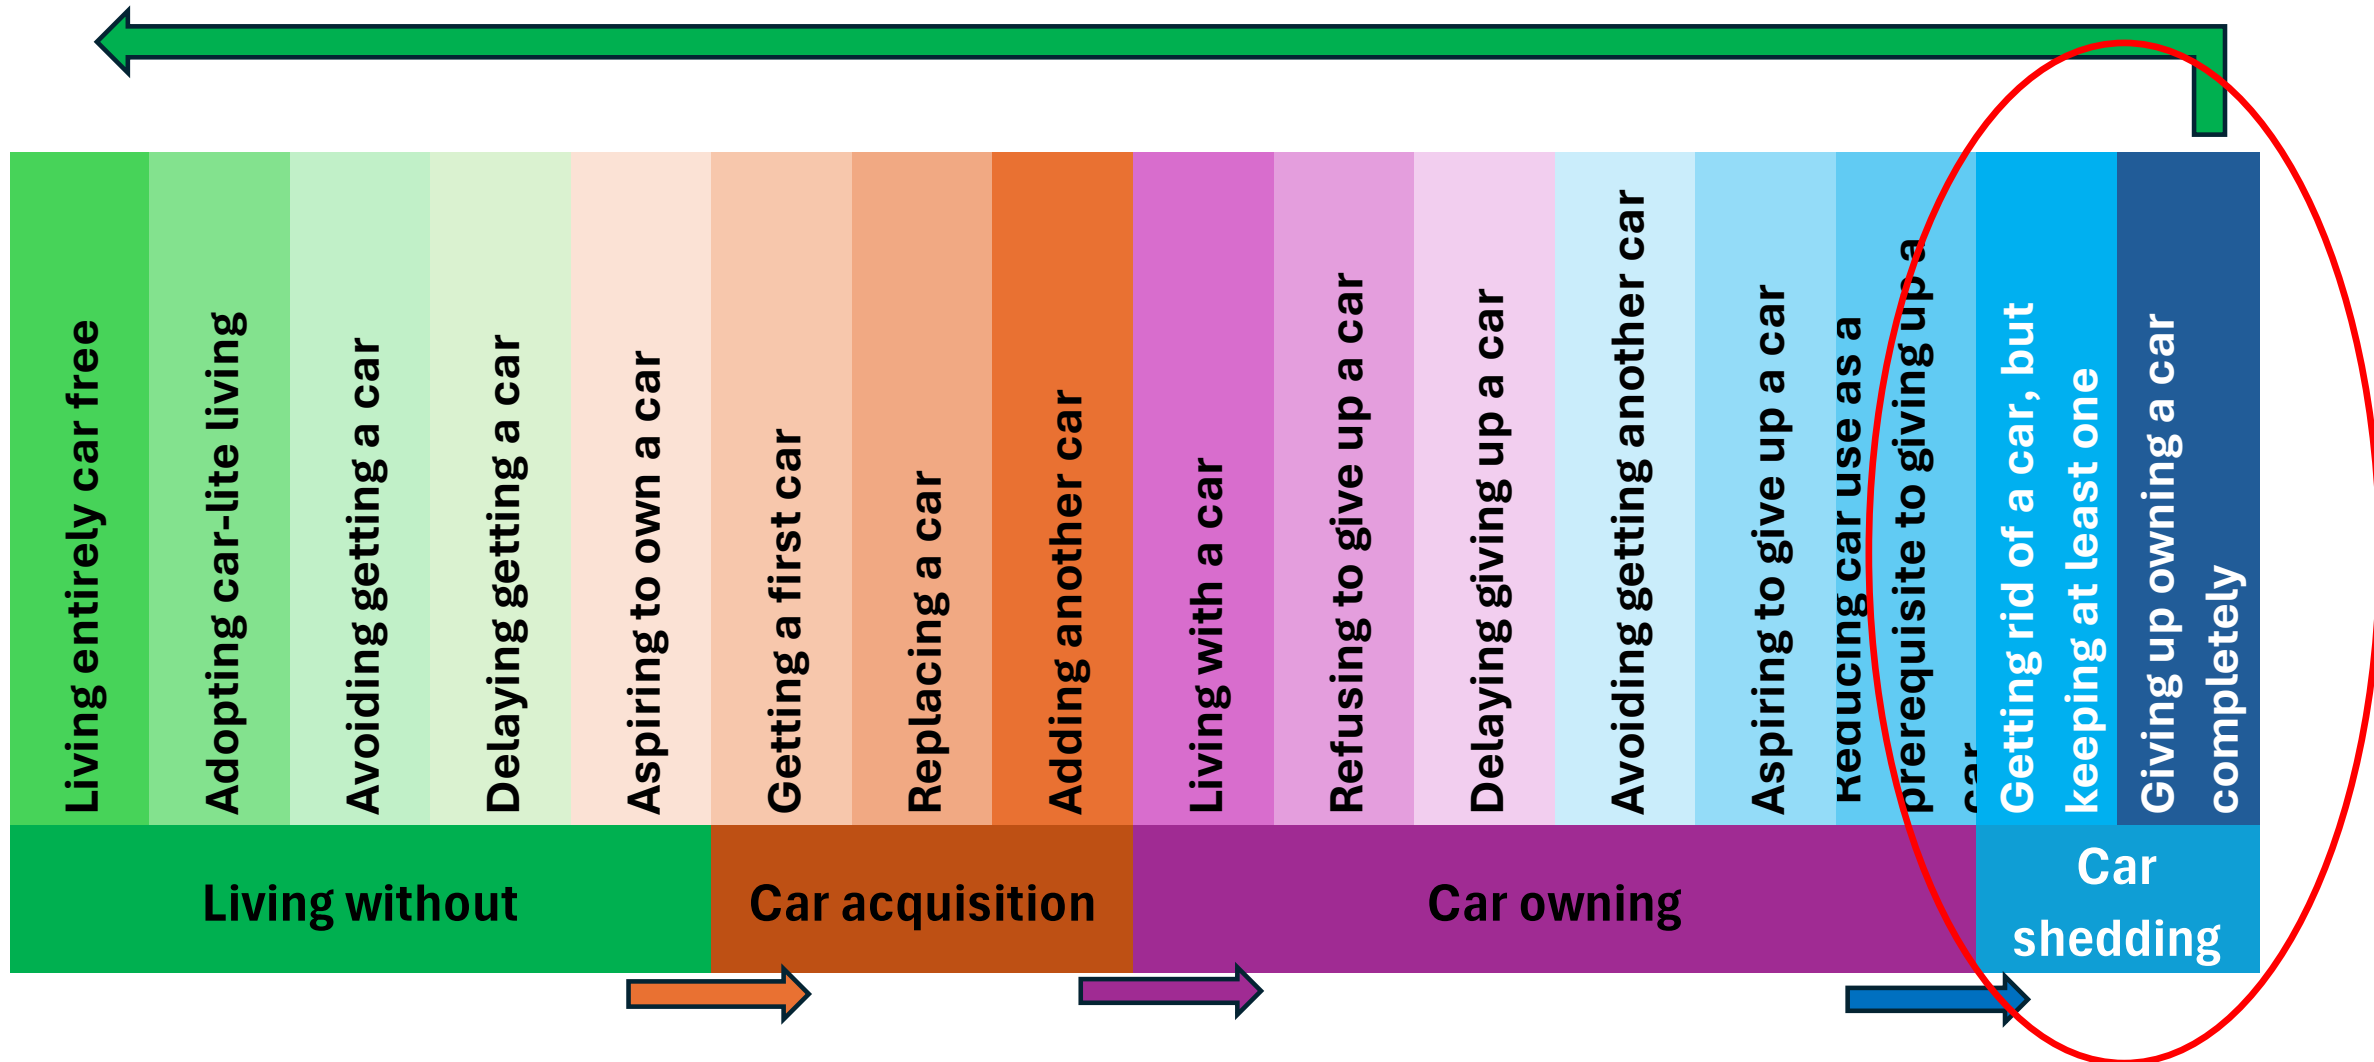 Living entirely car free
Adopting car-lite living
Avoiding getting a car
Delaying getting a car
Aspiring to own a car
Getting a first car
Replacing a car
Adding another car
Living with a car
Refusing to give up a car
Delaying giving up a car
Avoiding getting another car
Aspiring to give up a car
Reducing car use as a
prerequisite to giving up a
car
Getting rid of a car, but
keeping at least one
Giving up owning a car
completely
Living without
Car acquisition
Car owning
Car
shedding